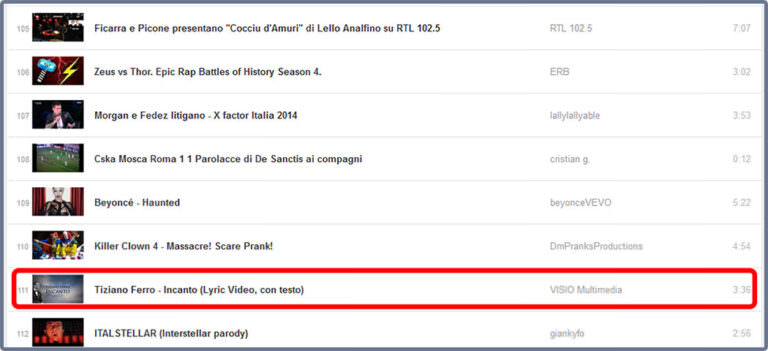 105 Ficarra e Picone presentano "Cocciu d'Amuri" di Lello Analfino su RTL 102.5 RTL 102.5 7:07
106 Zeus vs Thor. Epic Rap Battles of History Season 4. ERB 3:02
107 Morgan e Fedez litigano - X factor Italia 2014 lallylallyable 3:53
108 Cska Mosca Roma 1 1 Parolacce di De Sanctis ai compagni cristian g. 0:12
109 Beyoncé - Haunted beyonceVEVO 5:22
110 Killer Clown 4 - Massacre! Scare Prank! DmPranksProductions 4:54
111 Tiziano Ferro - Incanto (Lyric Video, con testo) VISIO Multimedia 3:36
112 ITALSTELLAR (Interstellar parody) giankyfo 2:56